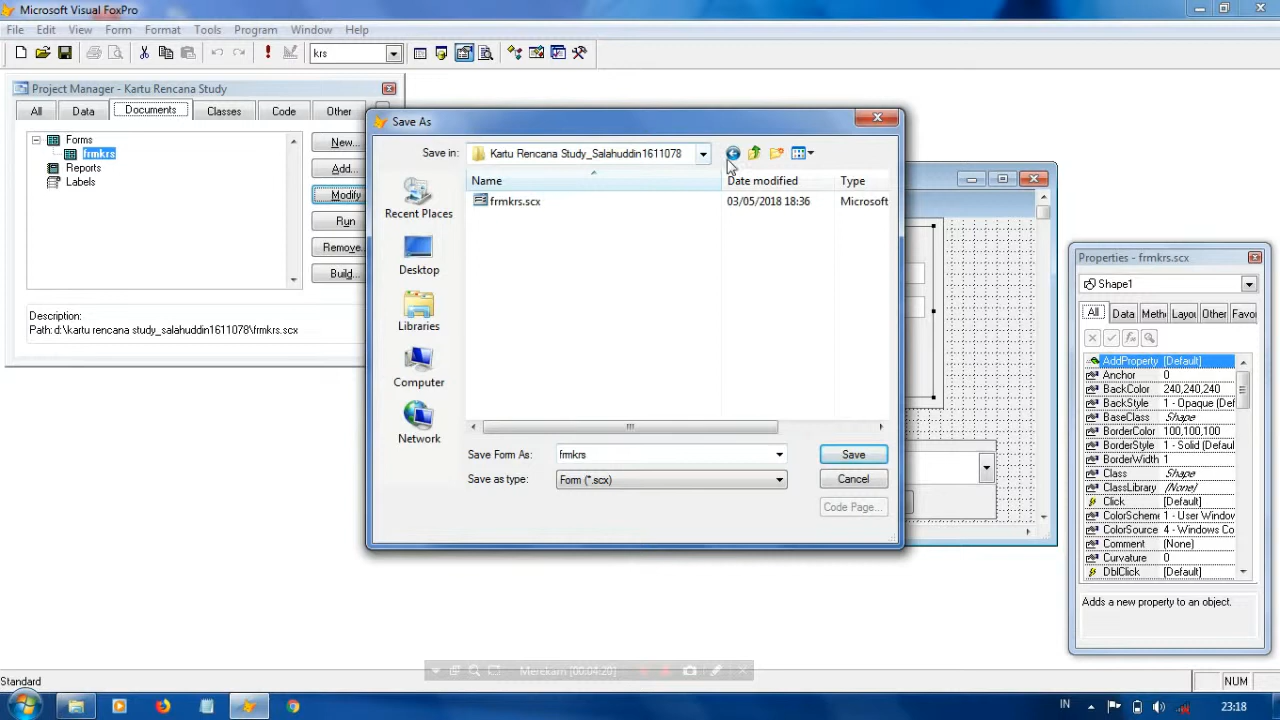 Microsoft Visual FoxPro
File Edit View Form Format Tools Program Window Help
krs
Project Manager - Kartu Rencana Study
All Data Documents Classes Code Other
Forms
frmkrs
Reports
Labels
New...
Add...
Modify
Run
Remove...
Build...
Description:
Path: d:\kartu rencana study_salahuddin1611078\frmkrs.scx
Save As
Save in: Kartu Rencana Study_Salahuddin1611078
Name Date modified Type
frmkrs.scx 03/05/2018 18:36 Microsoft
Recent Places
Desktop
Libraries
Computer
Network
Save Form As: frmkrs Save
Save as type: Form (*.scx) Cancel
Code Page...
Properties - frmkrs.scx
Shape1
All Data Meth Layou Other Favo
AddProperty [Default]
Anchor 0
BackColor 240,240,240
BackStyle 1 - Opaque (Def
BaseClass Shape
BorderColor 100,100,100
BorderStyle 1 - Solid (Default
BorderWidth 1
Class Shape
ClassLibrary (None)
Click [Default]
ColorScheme 1 - User Window
ColorSource 4 - Windows Co
Comment (None)
Curvature 0
DblClick [Default]
Adds a new property to an object.
Merekam [00:04:20]
Standard NUM
IN 23:18